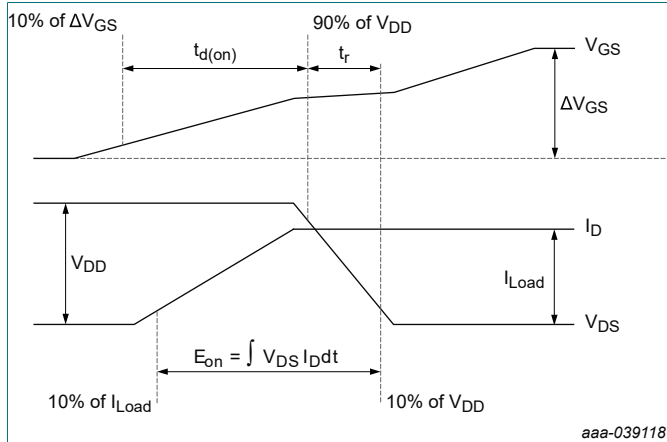 10% of ΔVGS
90% of VDD
td(on)
tr
VGS
ΔVGS
VDD
ID
ILoad
VDS
Eon = ∫ VDS IDdt
10% of ILoad
10% of VDD
aaa-039118